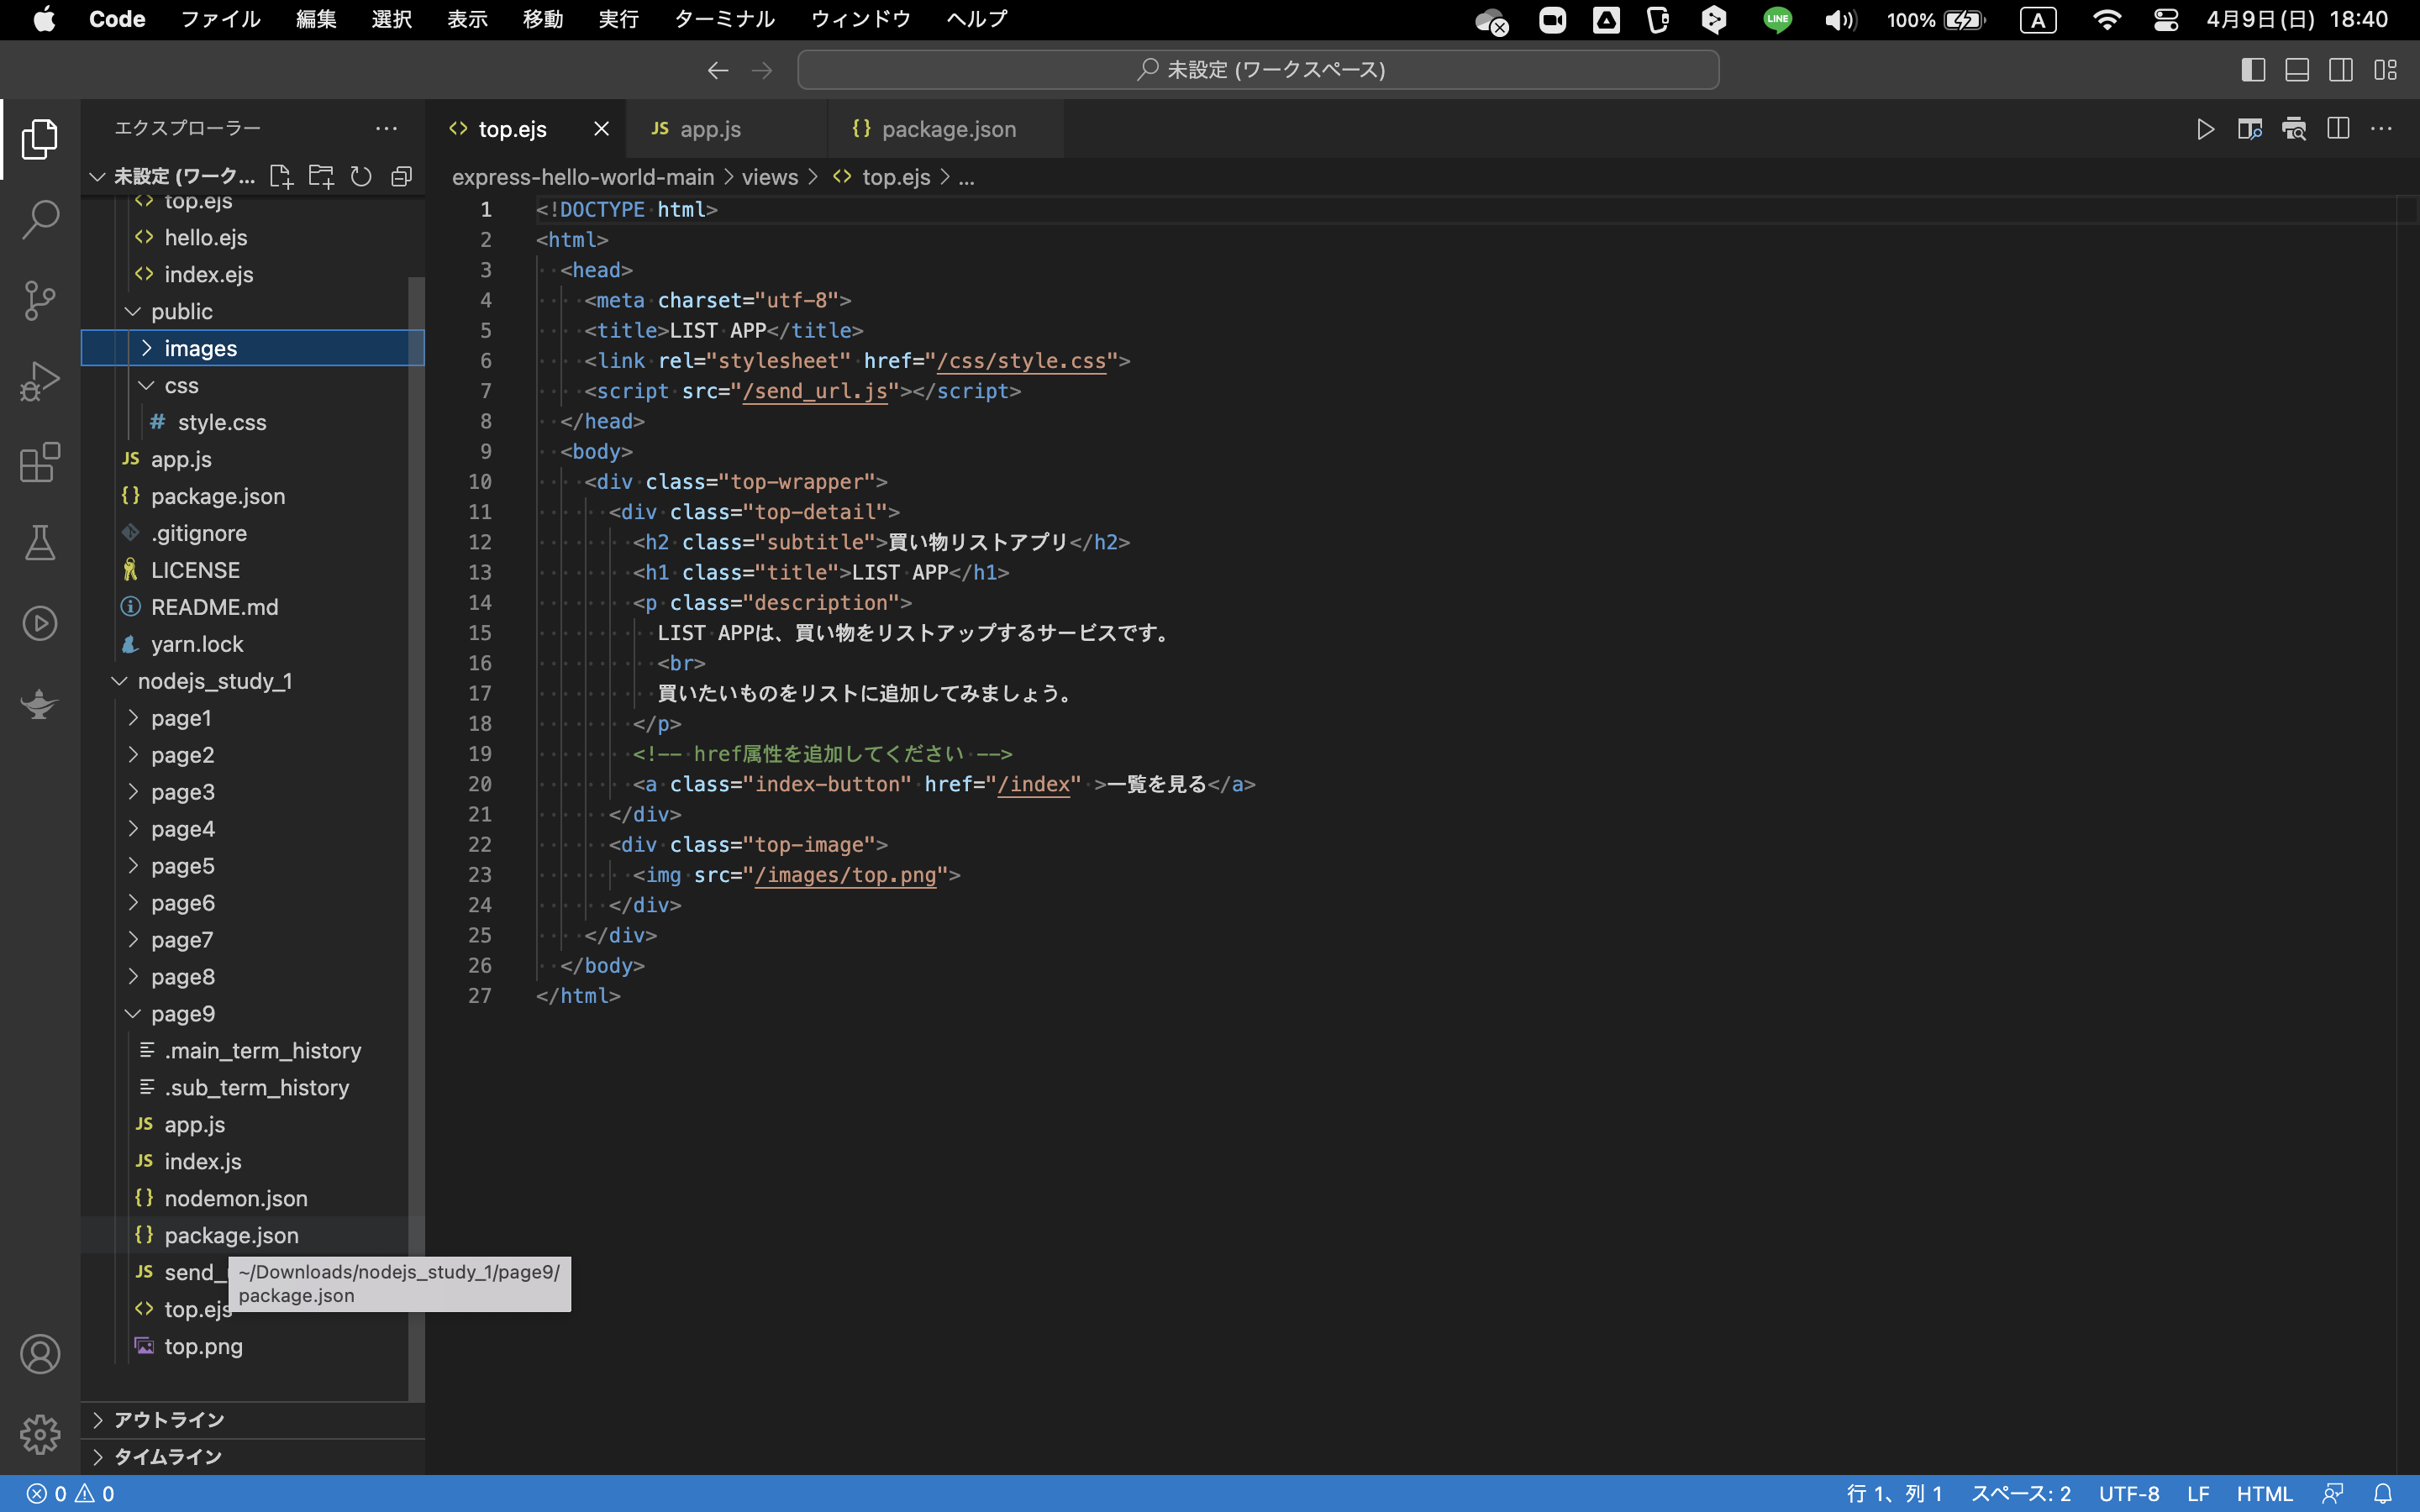 Code ファイル 編集 選択 表示 移動 実行 ターミナル ウィンドウ ヘルプ LINE 100% A 4月9日(日) 18:40
未設定 (ワークスペース)
エクスプローラー
未設定 (ワーク...
top.ejs
hello.ejs
index.ejs
public
images
css
# style.css
JS app.js
{} package.json
.gitignore
LICENSE
README.md
yarn.lock
nodejs_study_1
page1
page2
page3
page4
page5
page6
page7
page8
page9
.main_term_history
.sub_term_history
JS app.js
JS index.js
{} nodemon.json
{} package.json
JS send_
~/Downloads/nodejs_study_1/page9/
package.json
top.ejs
top.png
アウトライン
タイムライン
<> top.ejs JS app.js {} package.json
express-hello-world-main > views > <> top.ejs > ...
1 <!DOCTYPE html>
2 <html>
3 <head>
4 <meta charset="utf-8">
5 <title>LIST APP</title>
6 <link rel="stylesheet" href="/css/style.css">
7 <script src="/send_url.js"></script>
8 </head>
9 <body>
10 <div class="top-wrapper">
11 <div class="top-detail">
12 <h2 class="subtitle">買い物リストアプリ</h2>
13 <h1 class="title">LIST APP</h1>
14 <p class="description">
15 LIST APPは、買い物をリストアップするサービスです。
16 <br>
17 買いたいものをリストに追加してみましょう。
18 </p>
19 <!-- href属性を追加してください -->
20 <a class="index-button" href="/index" >一覧を見る</a>
21 </div>
22 <div class="top-image">
23 <img src="/images/top.png">
24 </div>
25 </div>
26 </body>
27 </html>
0 0 行 1、列 1 スペース: 2 UTF-8 LF HTML